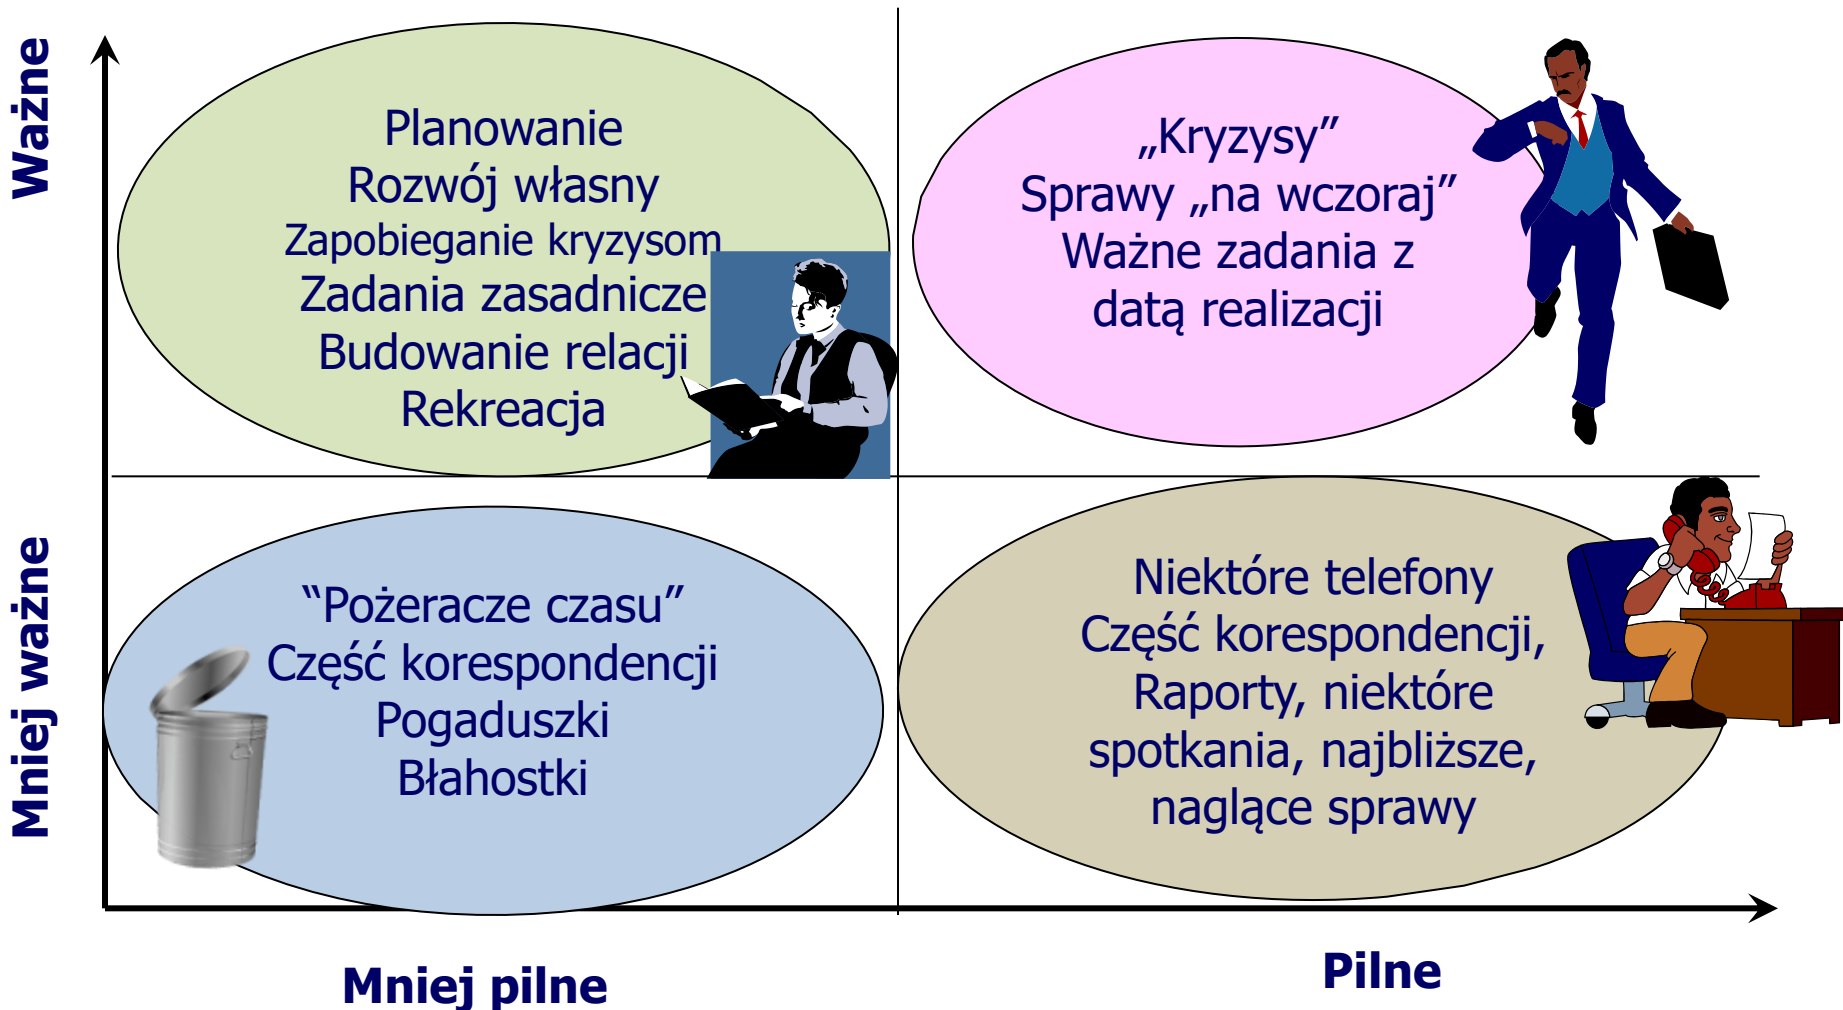 Ważne
Planowanie
Rozwój własny
Zapobieganie kryzysom
Zadania zasadnicze
Budowanie relacji
Rekreacja
„Kryzysy”
Sprawy „na wczoraj”
Ważne zadania z
datą realizacji
Mniej ważne
“Pożeracze czasu”
Część korespondencji
Pogaduszki
Błahostki
Niektóre telefony
Część korespondencji,
Raporty, niektóre
spotkania, najbliższe,
naglące sprawy
Mniej pilne
Pilne